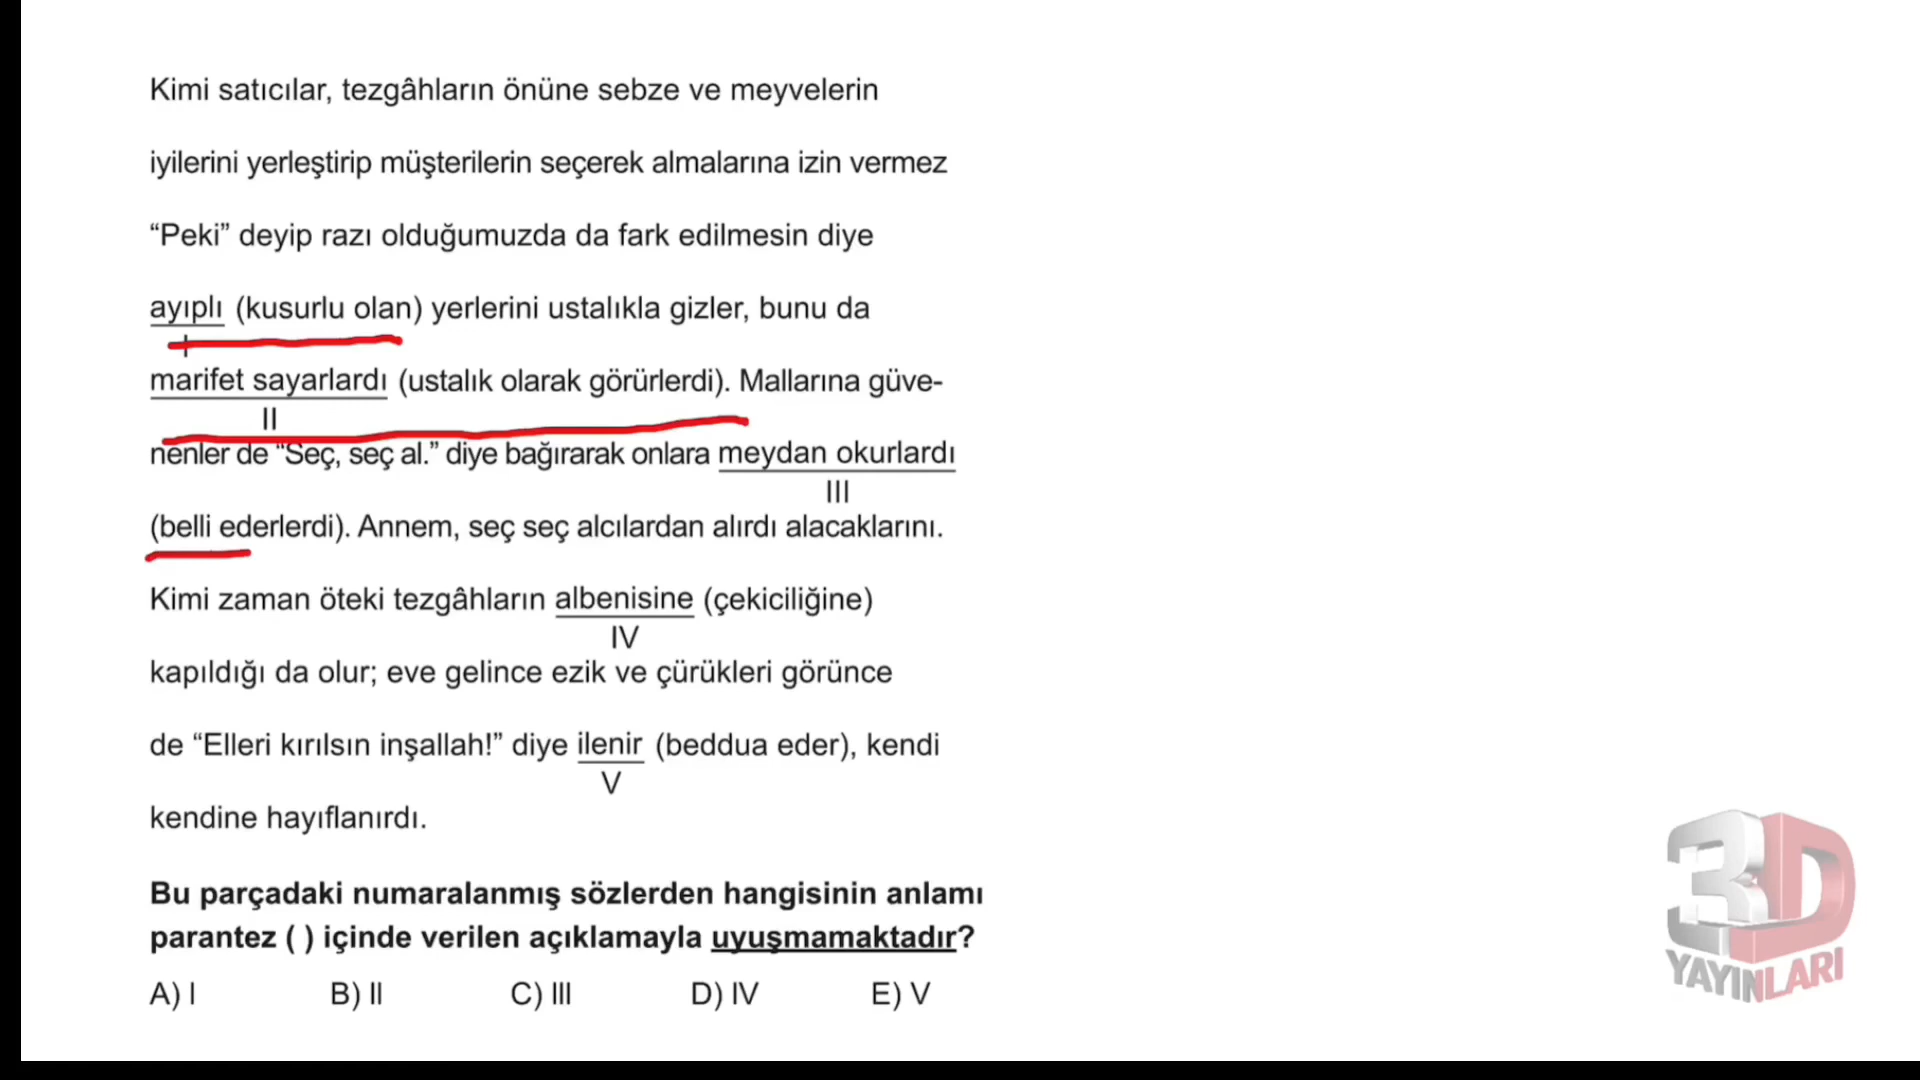 Kimi satıcılar, tezgâhların önüne sebze ve meyvelerin
iyilerini yerleştirip müşterilerin seçerek almalarına izin vermez
“Peki” deyip razı olduğumuzda da fark edilmesin diye
ayıplı (kusurlu olan) yerlerini ustalıkla gizler, bunu da
I
marifet sayarlardı (ustalık olarak görürlerdi). Mallarına güve-
II
nenler de “Seç, seç al.” diye bağırarak onlara meydan okurlardı
III
(belli ederlerdi). Annem, seç seç alcılardan alırdı alacaklarını.
Kimi zaman öteki tezgâhların albenisine (çekiciliğine)
IV
kapıldığı da olur; eve gelince ezik ve çürükleri görünce
de “Elleri kırılsın inşallah!” diye ilenir (beddua eder), kendi
V
kendine hayıflanırdı.
Bu parçadaki numaralanmış sözlerden hangisinin anlamı
parantez ( ) içinde verilen açıklamayla uyuşmamaktadır?
A) I B) II C) III D) IV E) V
3D
YAYINLARI